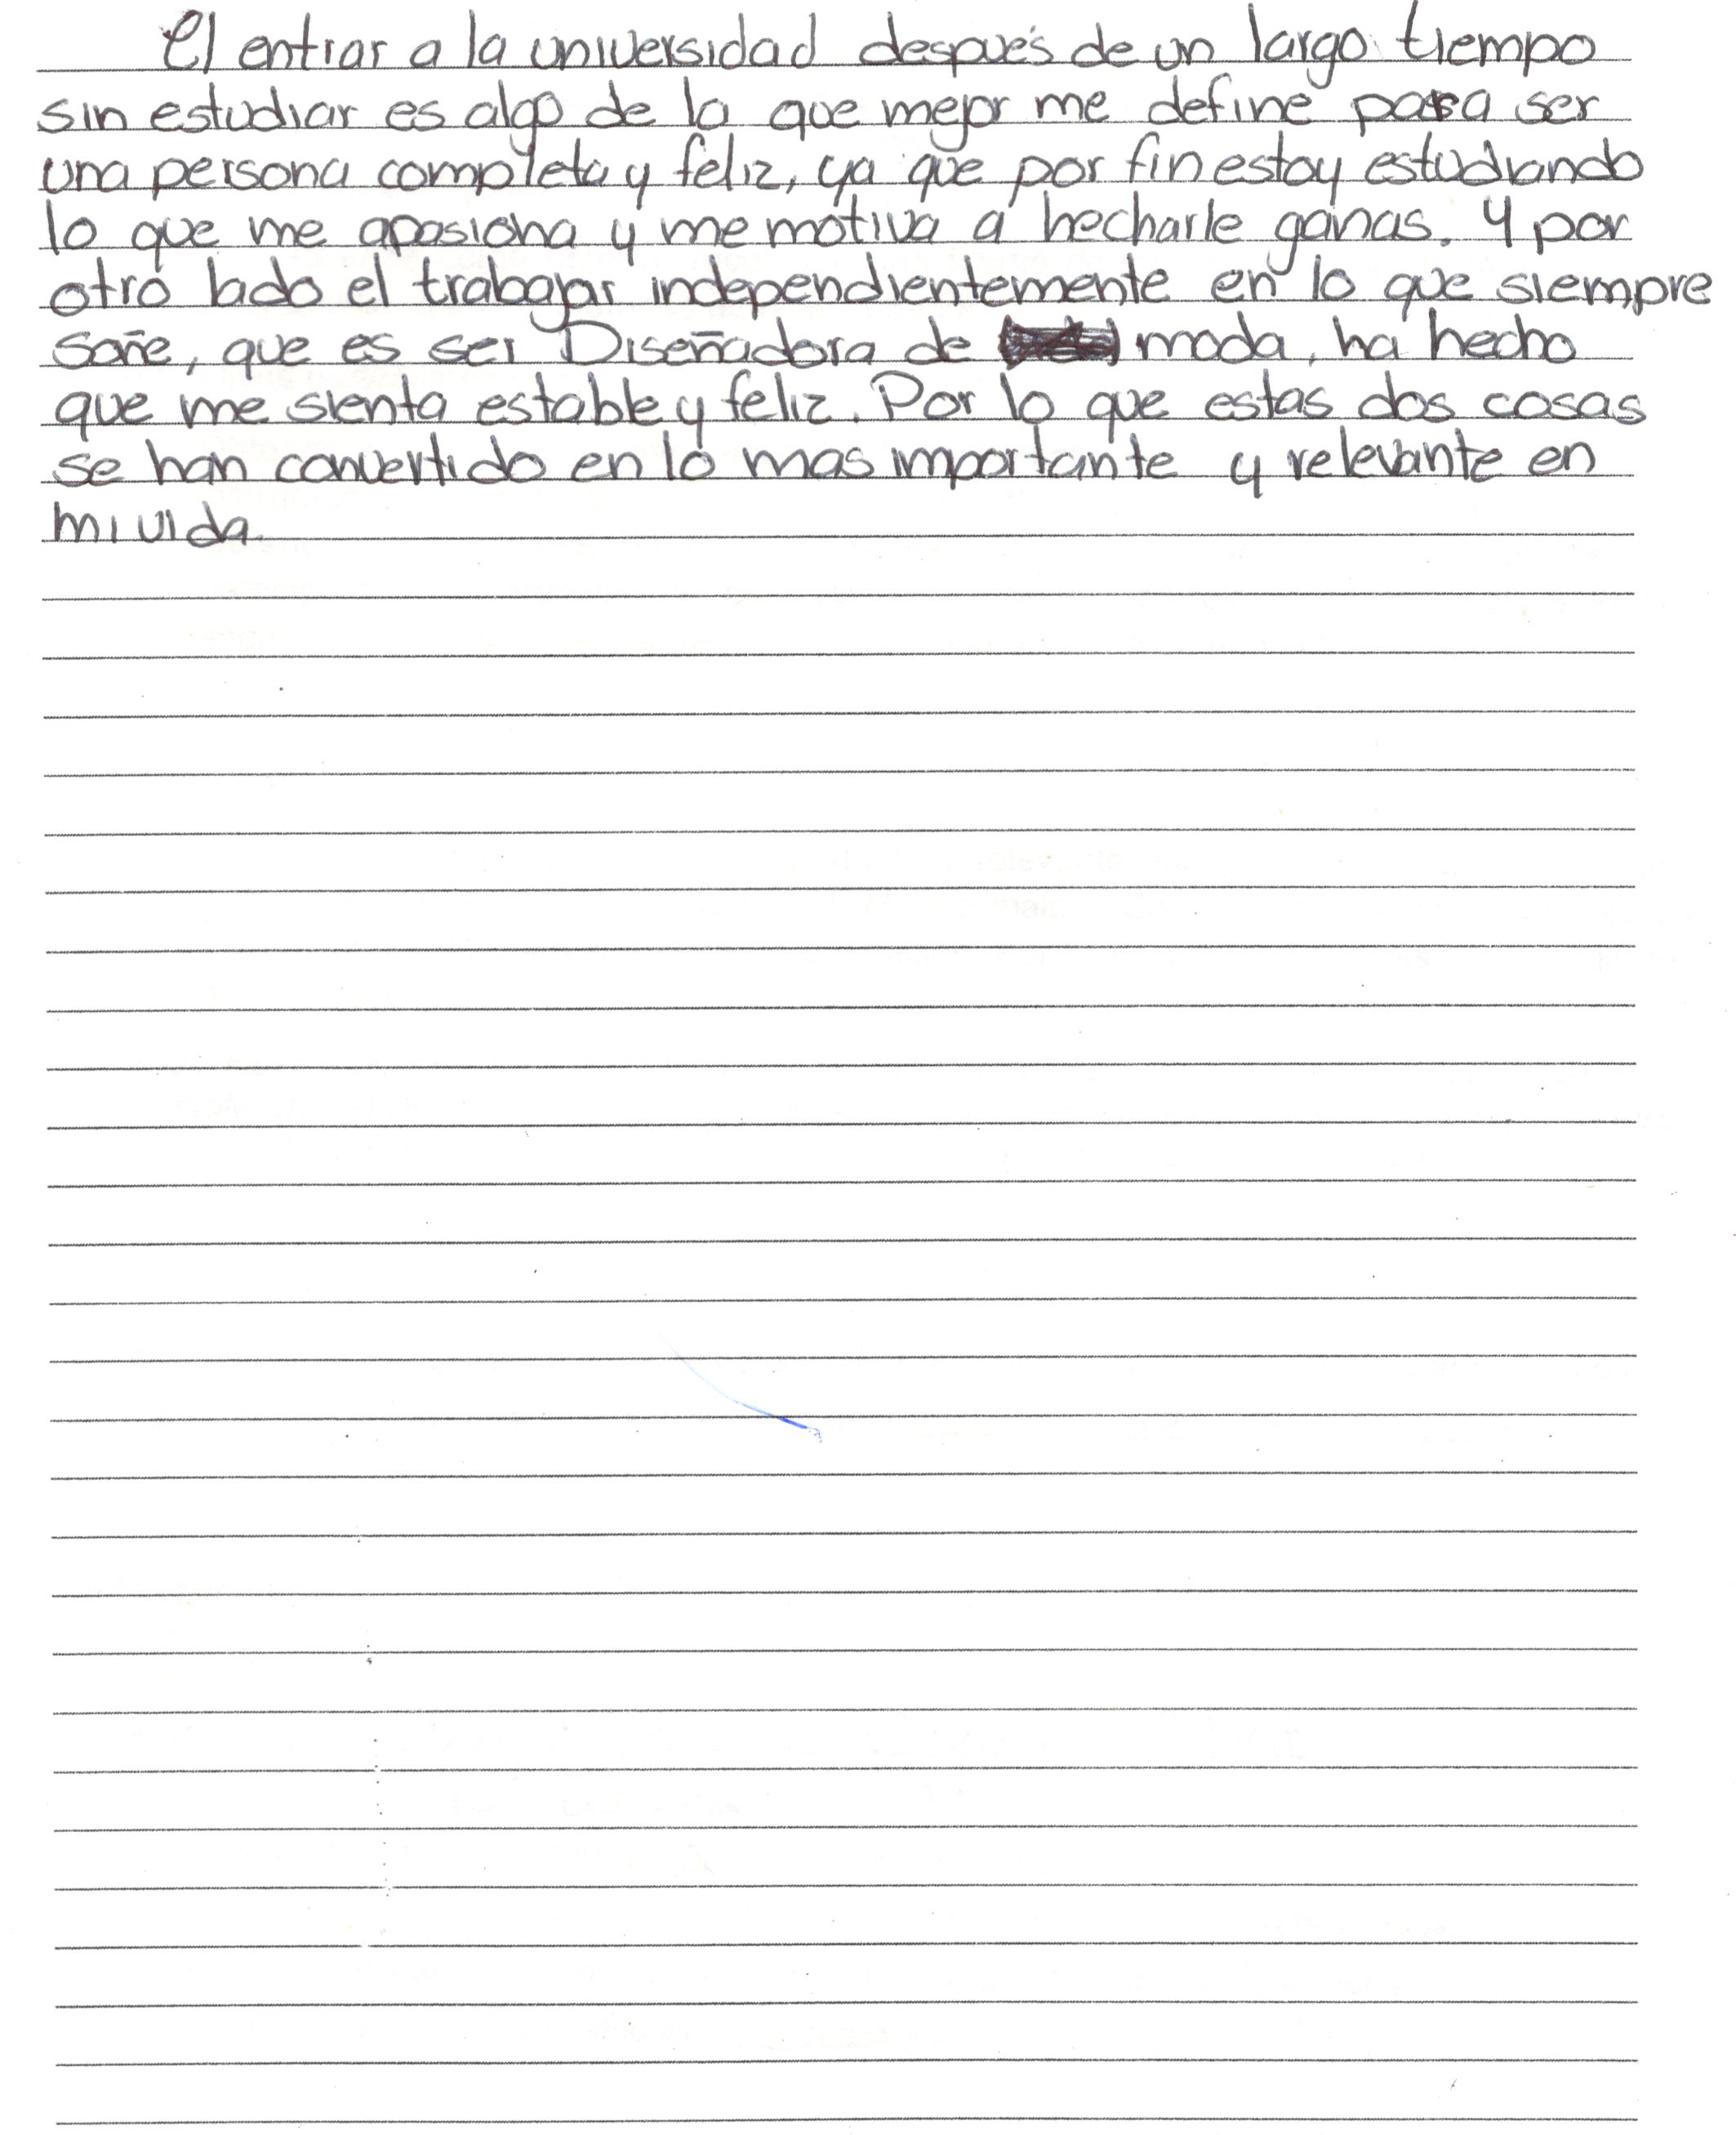 El entrar a la universidad después de un largo tiempo
sin estudiar es algo de lo que mejor me define para ser
una persona completa y feliz, ya que por fin estoy estudiando
lo que me apasiona y me motiva a hecharle ganas. Y por
otro lado el trabajar independientemente en lo que siempre
soñe, que es ser Diseñadora de moda, ha hecho
que me sienta estable y feliz. Por lo que estas dos cosas
se han convertido en lo mas importante y relevante en
mi vida.